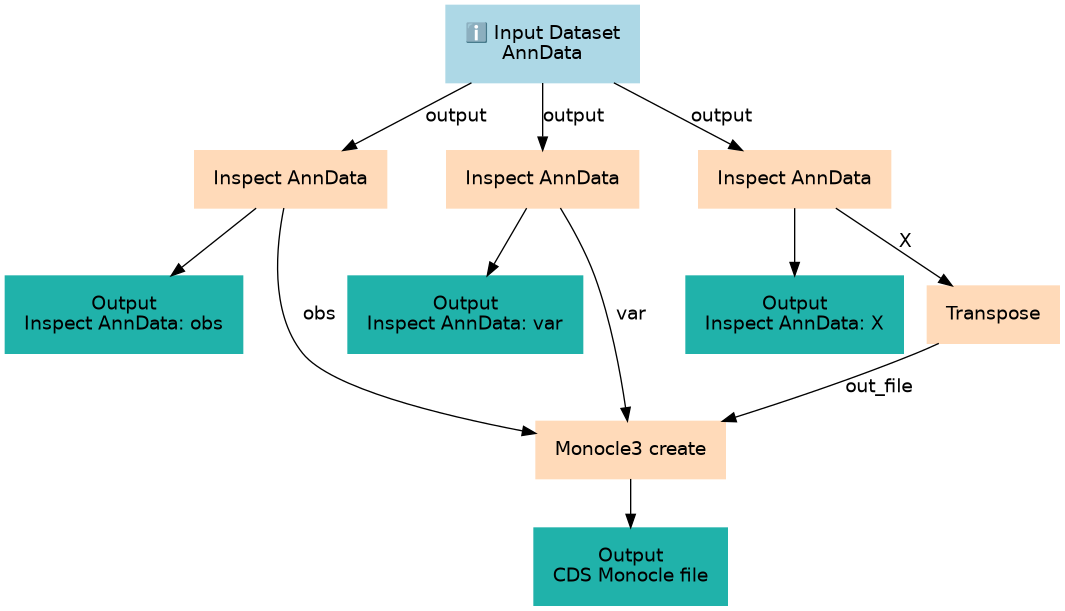 ℹ️ Input Dataset
AnnData
output
output
output
Inspect AnnData
Inspect AnnData
Inspect AnnData
X
Output
Inspect AnnData: obs
obs
Output
Inspect AnnData: var
var
Output
Inspect AnnData: X
Transpose
out_file
Monocle3 create
Output
CDS Monocle file